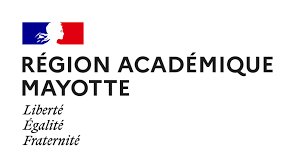 RÉGION ACADÉMIQUE
MAYOTTE
Liberté
Égalité
Fraternité